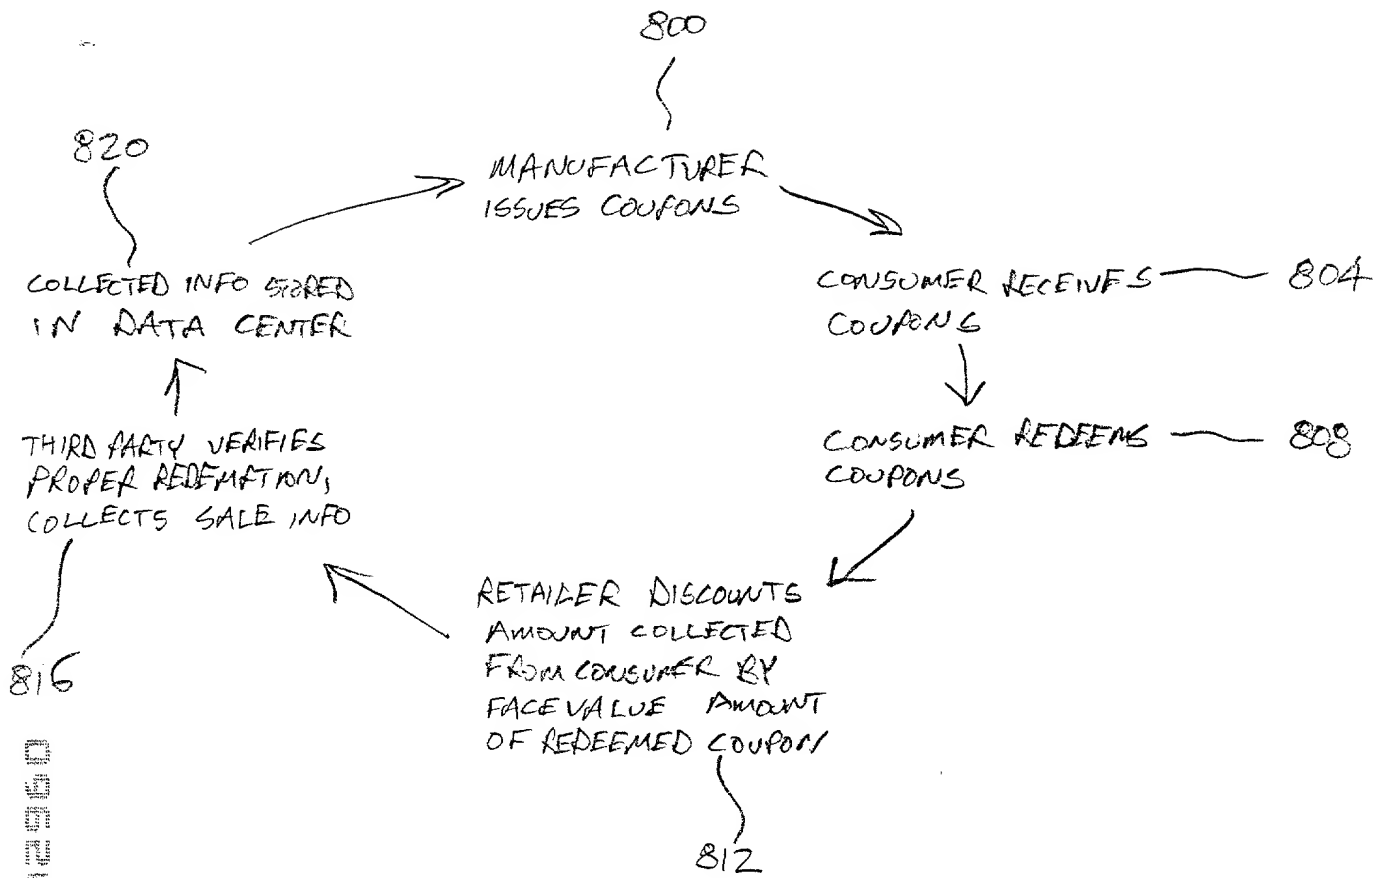 800
MANUFACTURER
ISSUES COUPONS
CONSUMER RECEIVES
COUPONS
804
CONSUMER REDEEMS
COUPONS
808
RETAILER DISCOUNTS
AMOUNT COLLECTED
FROM CONSUMER BY
FACE VALUE AMOUNT
OF REDEEMED COUPON
812
THIRD PARTY VERIFIES
PROPER REDEMPTION,
COLLECTS SALE INFO
816
820
COLLECTED INFO STORED
IN DATA CENTER